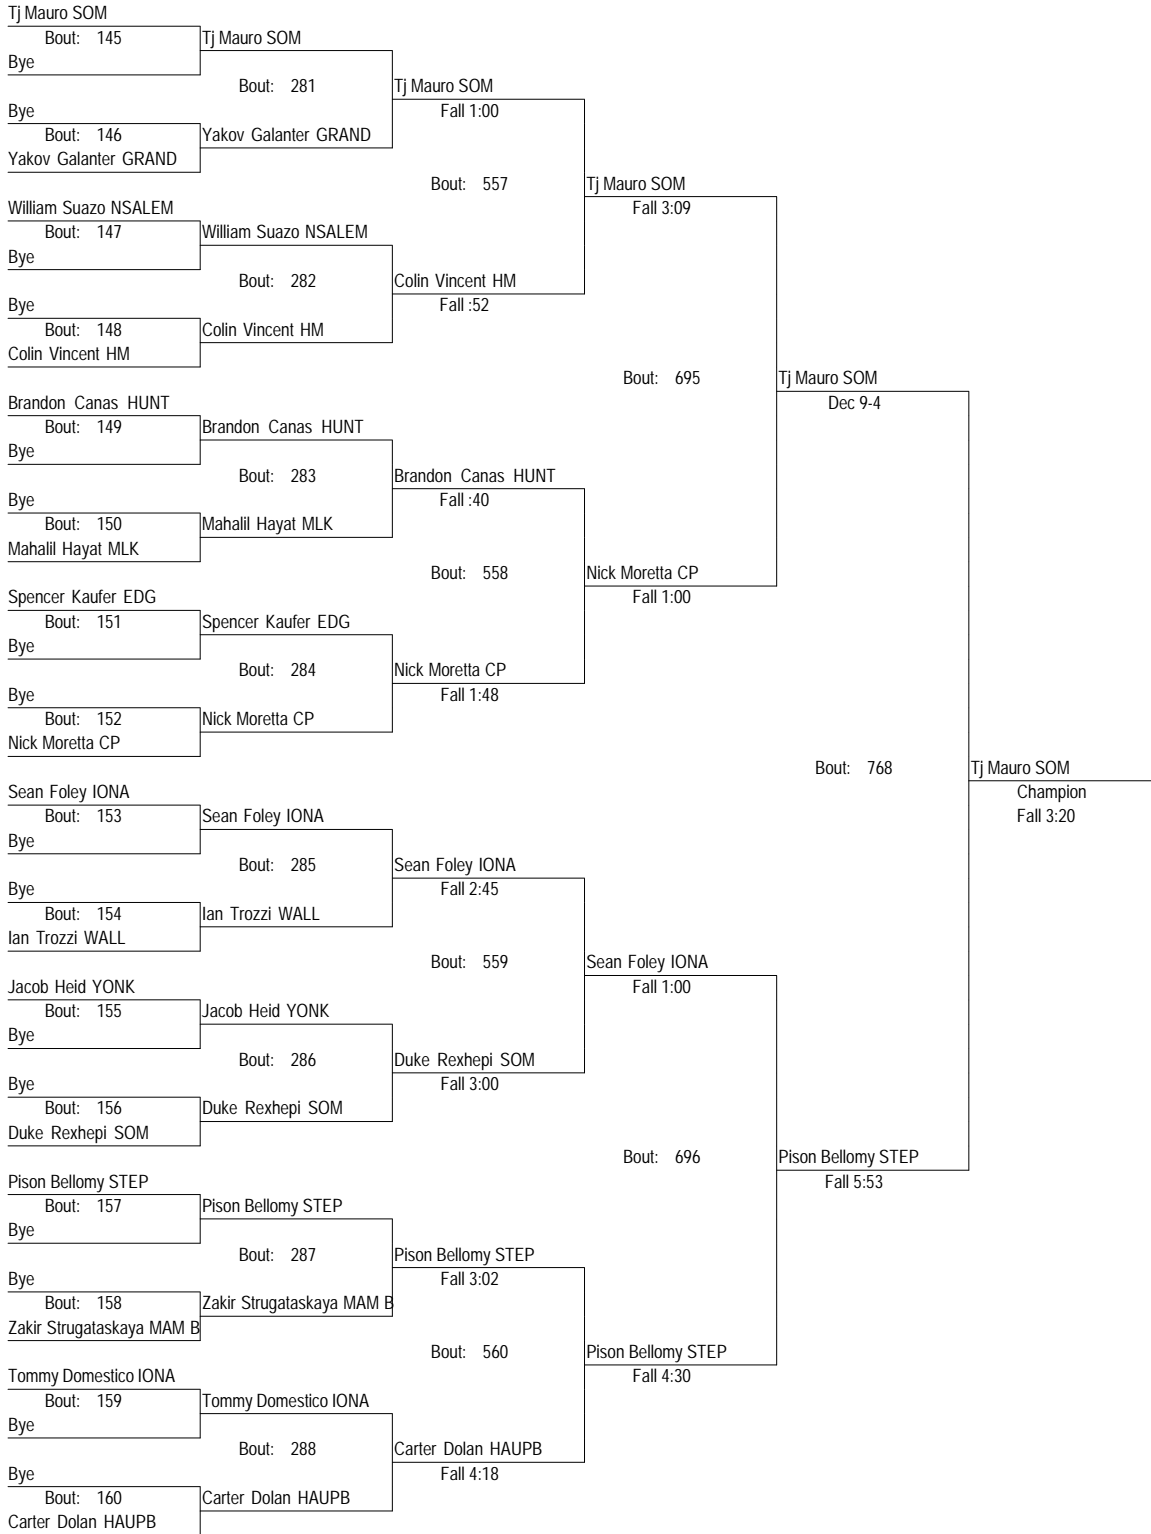 Tj Mauro SOM
Bout: 145 Tj Mauro SOM
Bye
Bout: 281 Tj Mauro SOM
Bye Fall 1:00
Bout: 146 Yakov Galanter GRAND
Yakov Galanter GRAND
Bout: 557 Tj Mauro SOM
William Suazo NSALEM Fall 3:09
Bout: 147 William Suazo NSALEM
Bye
Bout: 282 Colin Vincent HM
Bye Fall :52
Bout: 148 Colin Vincent HM
Colin Vincent HM
Bout: 695 Tj Mauro SOM
Brandon Canas HUNT Dec 9-4
Bout: 149 Brandon Canas HUNT
Bye
Bout: 283 Brandon Canas HUNT
Bye Fall :40
Bout: 150 Mahalil Hayat MLK
Mahalil Hayat MLK
Bout: 558 Nick Moretta CP
Spencer Kaufer EDG Fall 1:00
Bout: 151 Spencer Kaufer EDG
Bye
Bout: 284 Nick Moretta CP
Bye Fall 1:48
Bout: 152 Nick Moretta CP
Nick Moretta CP
Bout: 768 Tj Mauro SOM
Sean Foley IONA Champion
Bout: 153 Sean Foley IONA Fall 3:20
Bye
Bout: 285 Sean Foley IONA
Bye Fall 2:45
Bout: 154 Ian Trozzi WALL
Ian Trozzi WALL
Bout: 559 Sean Foley IONA
Jacob Heid YONK Fall 1:00
Bout: 155 Jacob Heid YONK
Bye
Bout: 286 Duke Rexhepi SOM
Bye Fall 3:00
Bout: 156 Duke Rexhepi SOM
Duke Rexhepi SOM
Bout: 696 Pison Bellomy STEP
Pison Bellomy STEP Fall 5:53
Bout: 157 Pison Bellomy STEP
Bye
Bout: 287 Pison Bellomy STEP
Bye Fall 3:02
Bout: 158 Zakir Strugataskaya MAM B
Zakir Strugataskaya MAM B
Bout: 560 Pison Bellomy STEP
Tommy Domestico IONA Fall 4:30
Bout: 159 Tommy Domestico IONA
Bye
Bout: 288 Carter Dolan HAUPB
Bye Fall 4:18
Bout: 160 Carter Dolan HAUPB
Carter Dolan HAUPB